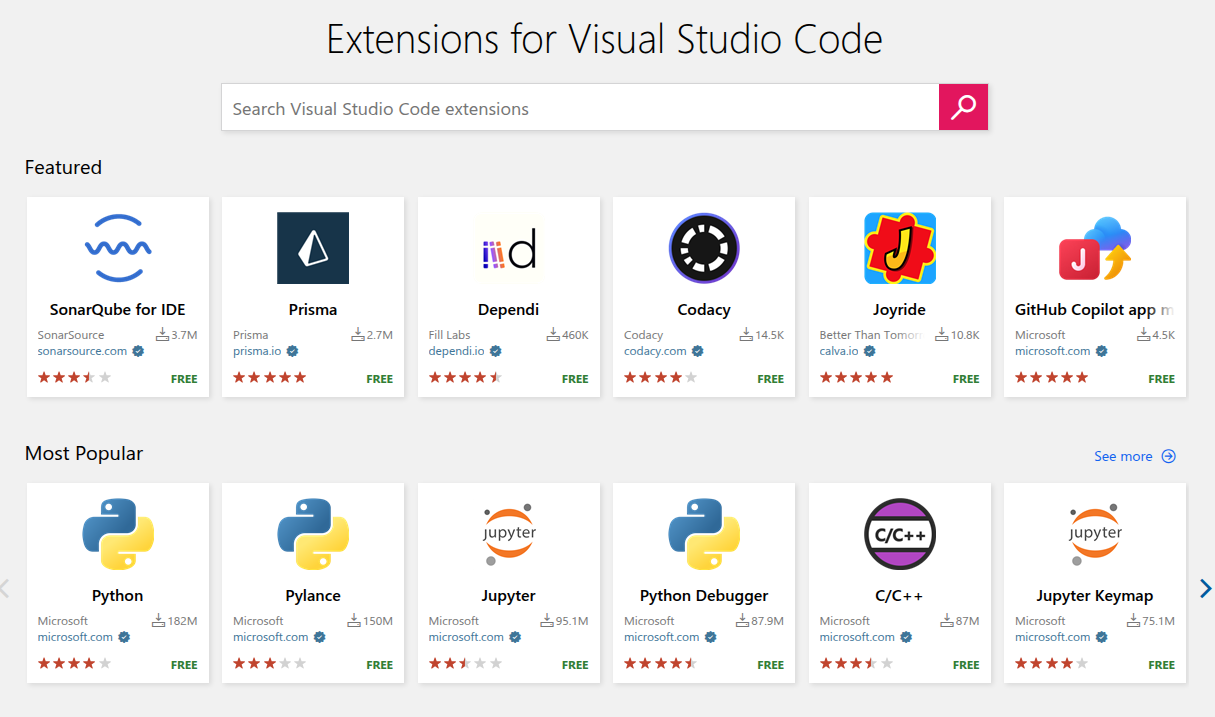 Extensions for Visual Studio Code
Search Visual Studio Code extensions
Featured
SonarQube for IDE
SonarSource 3.7M
sonarsource.com
FREE
Prisma
Prisma 2.7M
prisma.io
FREE
iiid
Dependi
Fill Labs 460K
dependi.io
FREE
Codacy
Codacy 14.5K
codacy.com
FREE
J
Joyride
Better Than Tomorr 10.8K
calva.io
FREE
J
GitHub Copilot app m
Microsoft 4.5K
microsoft.com
FREE
Most Popular
See more
Python
Microsoft 182M
microsoft.com
FREE
Pylance
Microsoft 150M
microsoft.com
FREE
jupyter
Jupyter
Microsoft 95.1M
microsoft.com
FREE
Python Debugger
Microsoft 87.9M
microsoft.com
FREE
C/C++
C/C++
Microsoft 87M
microsoft.com
FREE
jupyter
Jupyter Keymap
Microsoft 75.1M
microsoft.com
FREE